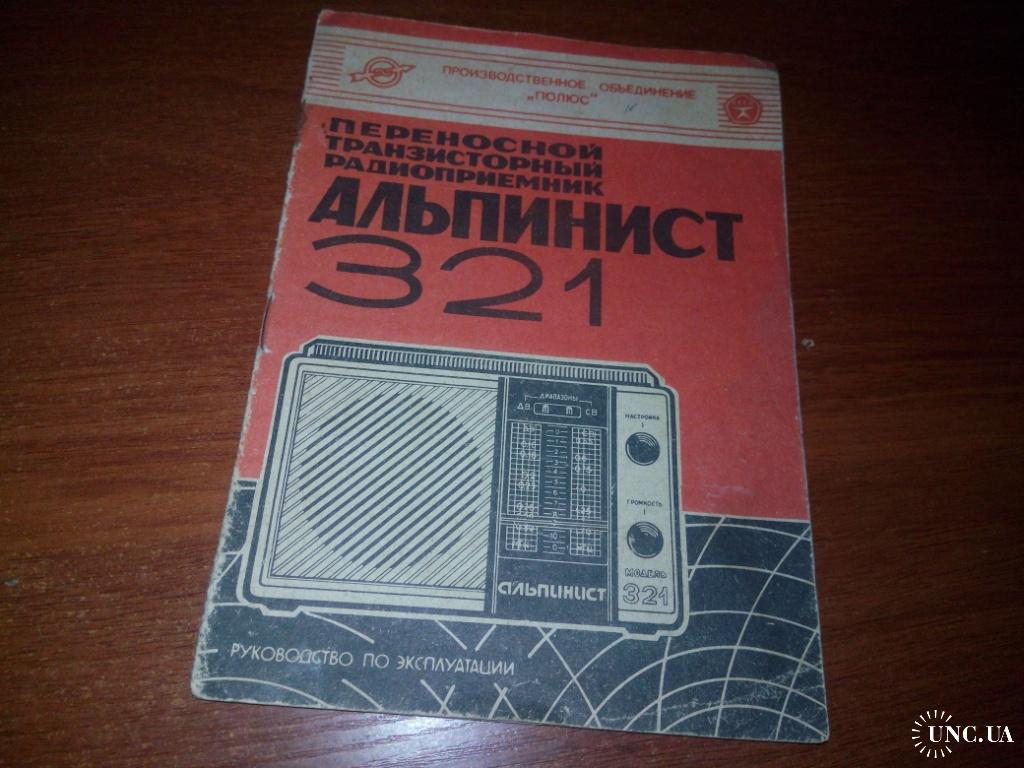 ПРОИЗВОДСТВЕННОЕ ОБЪЕДИНЕНИЕ
„ПОЛЮС“
ПЕРЕНОСНОЙ
ТРАНЗИСТОРНЫЙ
РАДИОПРИЕМНИК
АЛЬПИНИСТ
321
ДИАПАЗОНЫ
ДВ СВ
НАСТРОЙКА
ГРОМКОСТЬ
МОДЕЛЬ
321
АЛЬПИНИСТ
РУКОВОДСТВО ПО ЭКСПЛУАТАЦИИ
UNC.UA